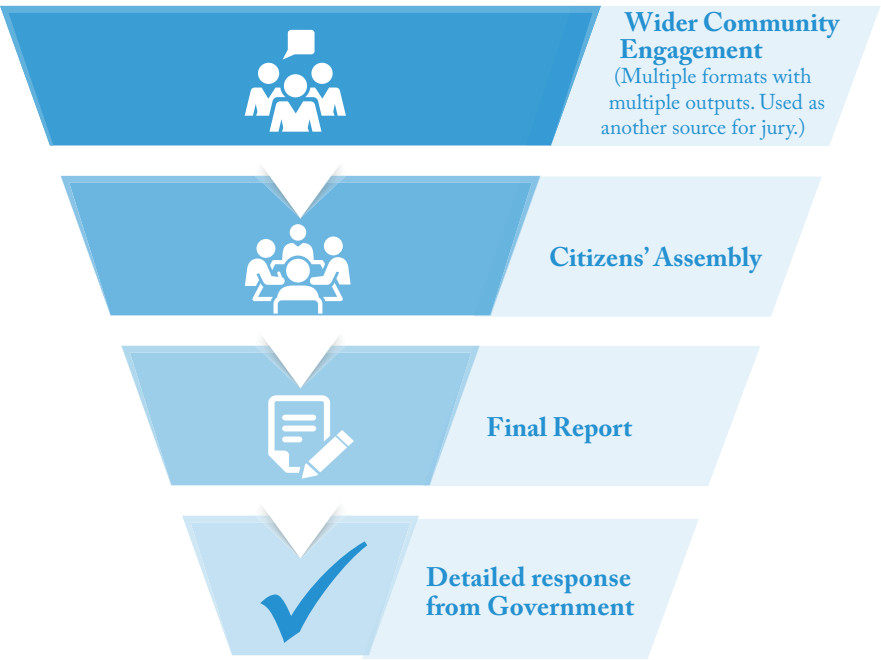 Wider Community
Engagement
(Multiple formats with
multiple outputs. Used as
another source for jury.)
Citizens’ Assembly
Final Report
Detailed response
from Government